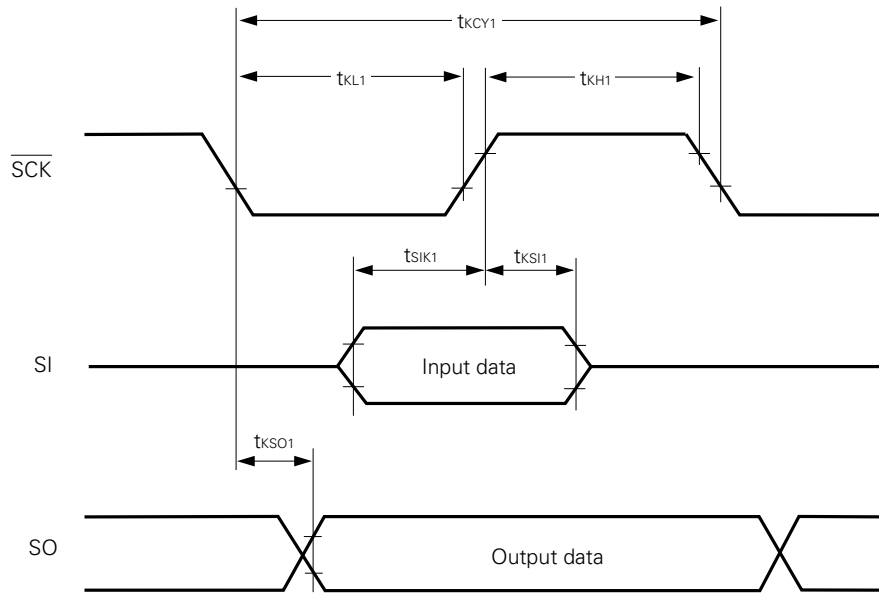 tKCY1
tKL1
tKH1
SCK
tSIK1
tKSI1
SI
Input data
tKSO1
SO
Output data